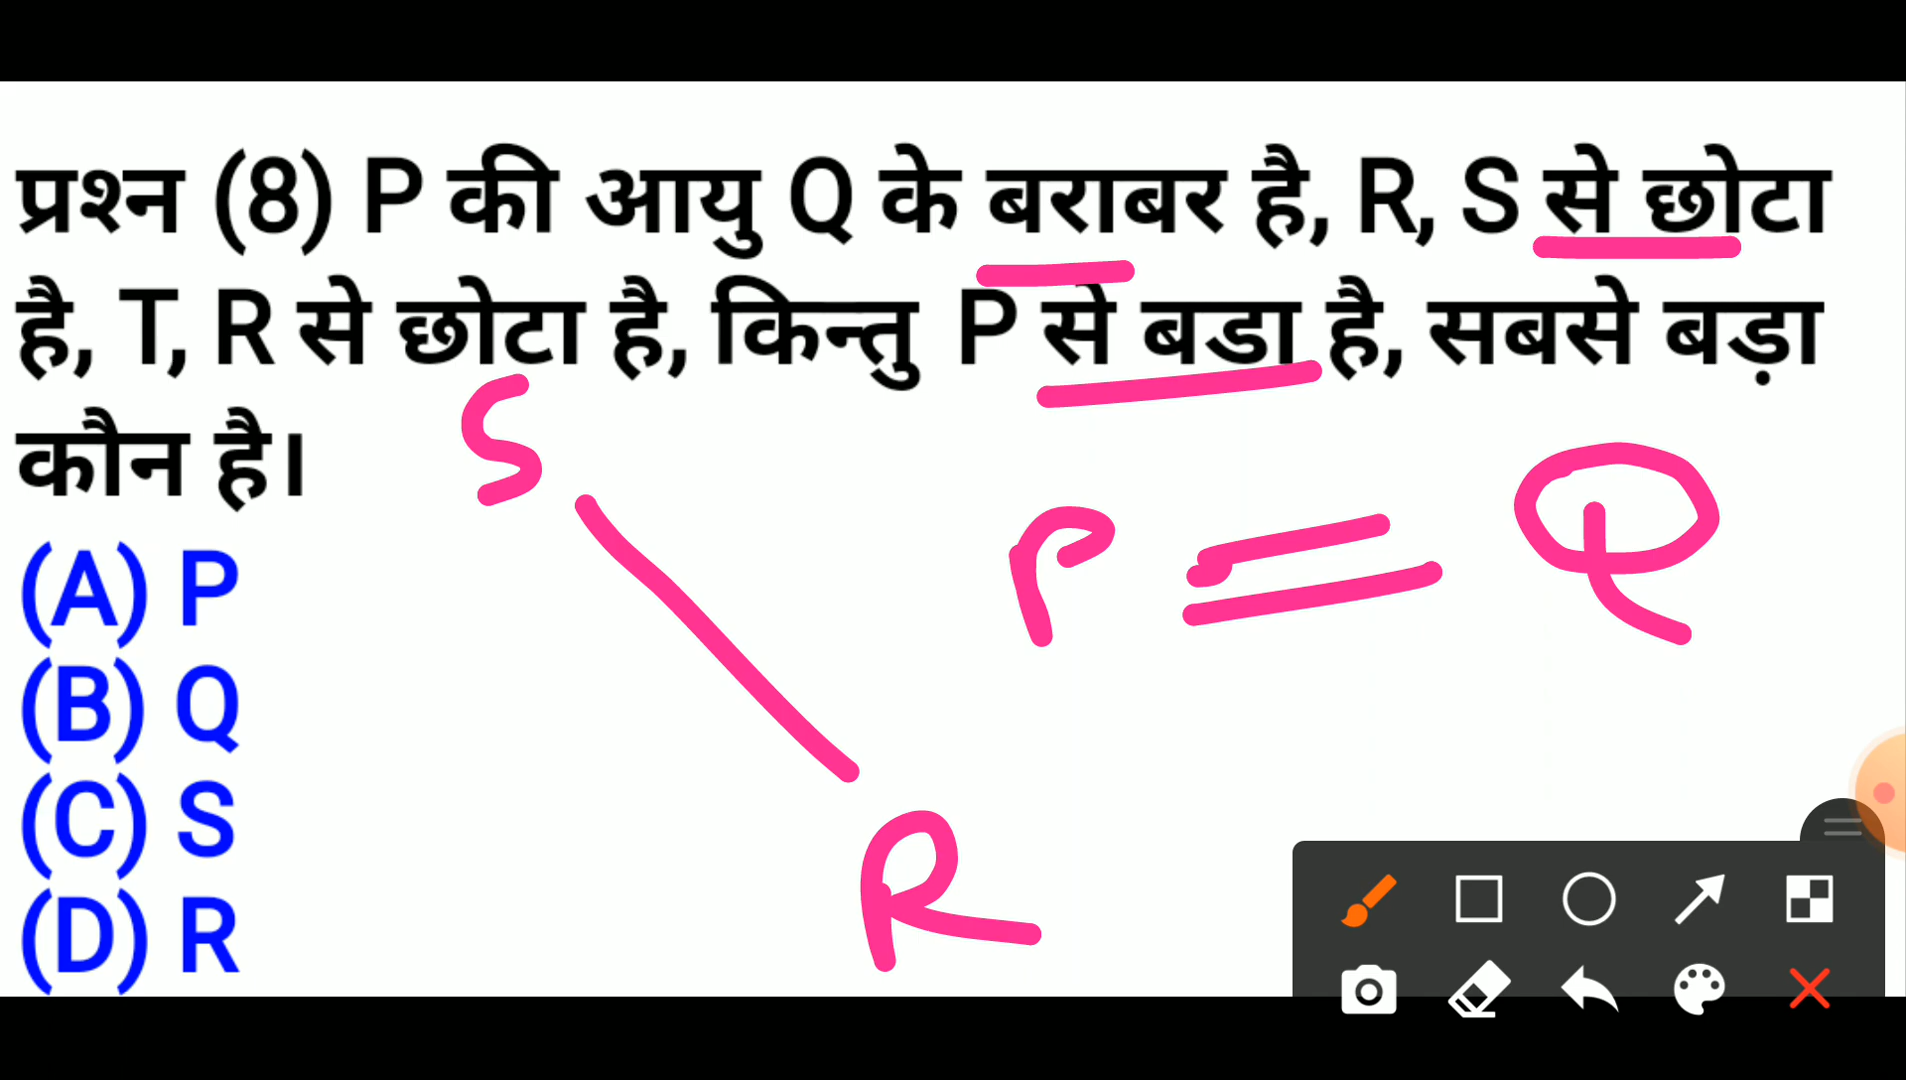 प्रश्न (8) P की आयु Q के बराबर है, R, S से छोटा
है, T, R से छोटा है, किन्तु P से बडा है, सबसे बड़ा
कौन है।
S
P = Q
(A) P
(B) Q
(C) S
(D) R
R